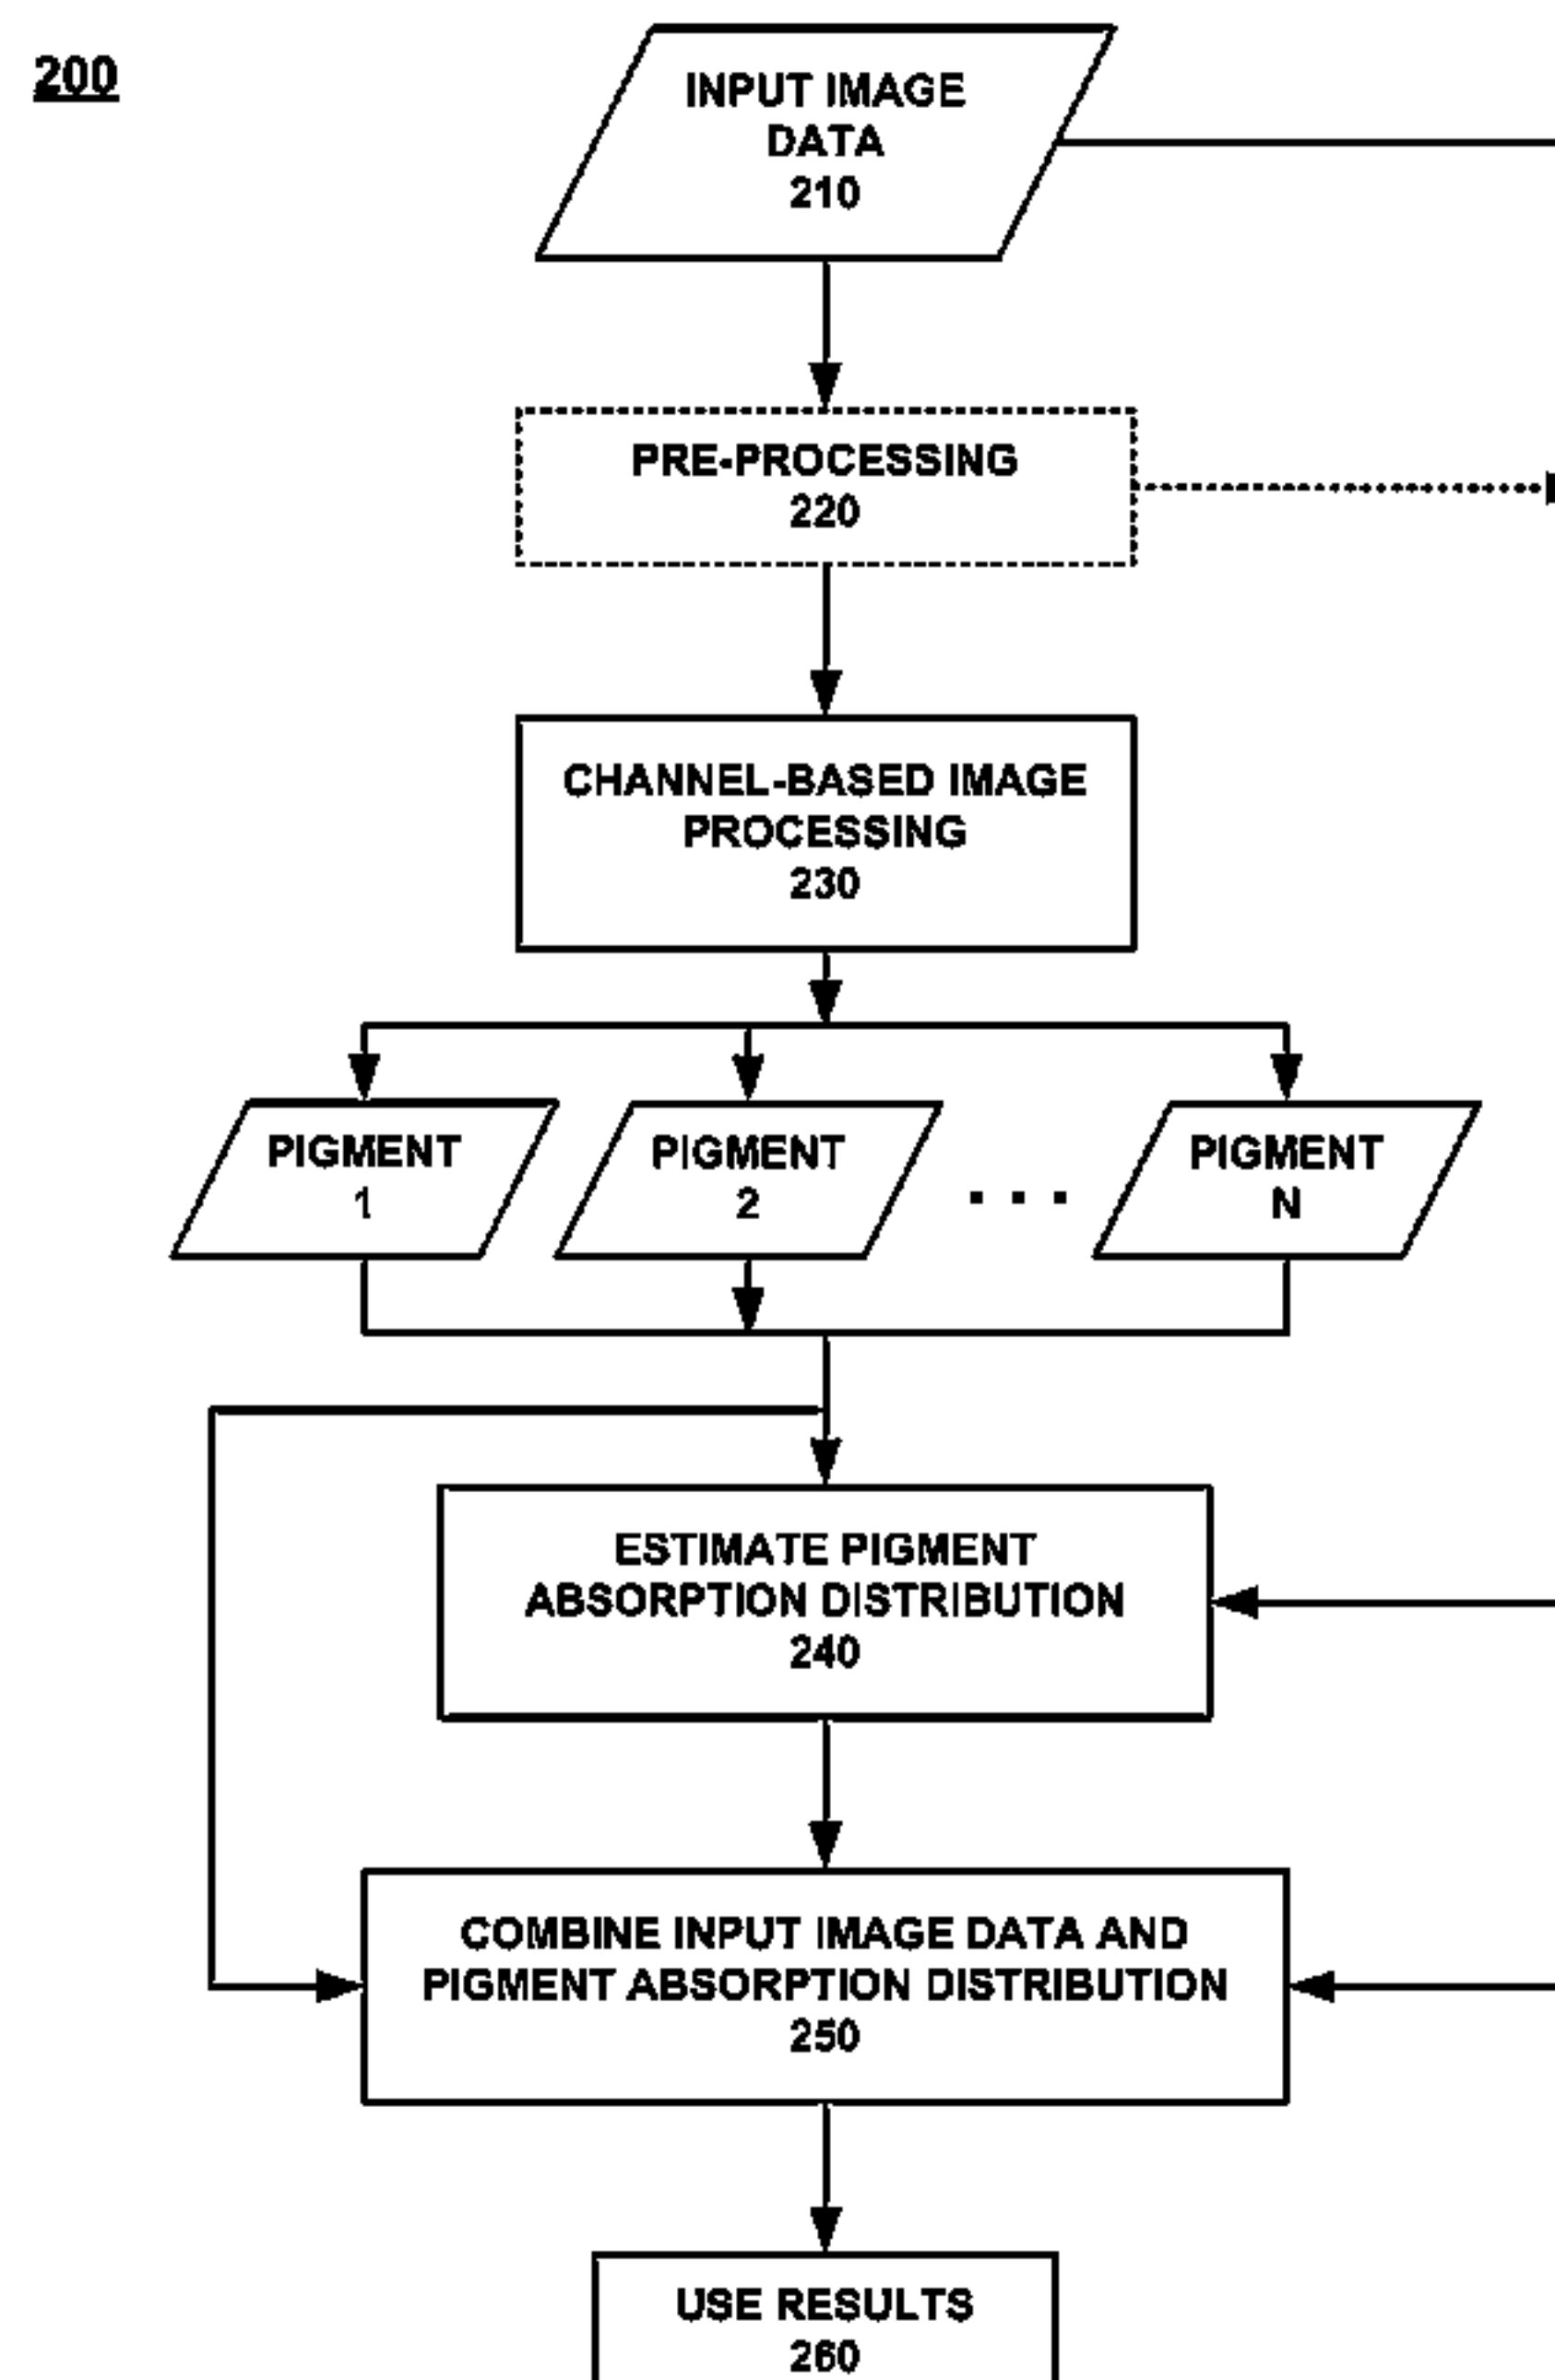 200
INPUT IMAGE
DATA
210
PRE-PROCESSING
220
CHANNEL-BASED IMAGE
PROCESSING
230
PIGMENT
1
PIGMENT
2
. . .
PIGMENT
N
ESTIMATE PIGMENT
ABSORPTION DISTRIBUTION
240
COMBINE INPUT IMAGE DATA AND
PIGMENT ABSORPTION DISTRIBUTION
250
USE RESULTS
260